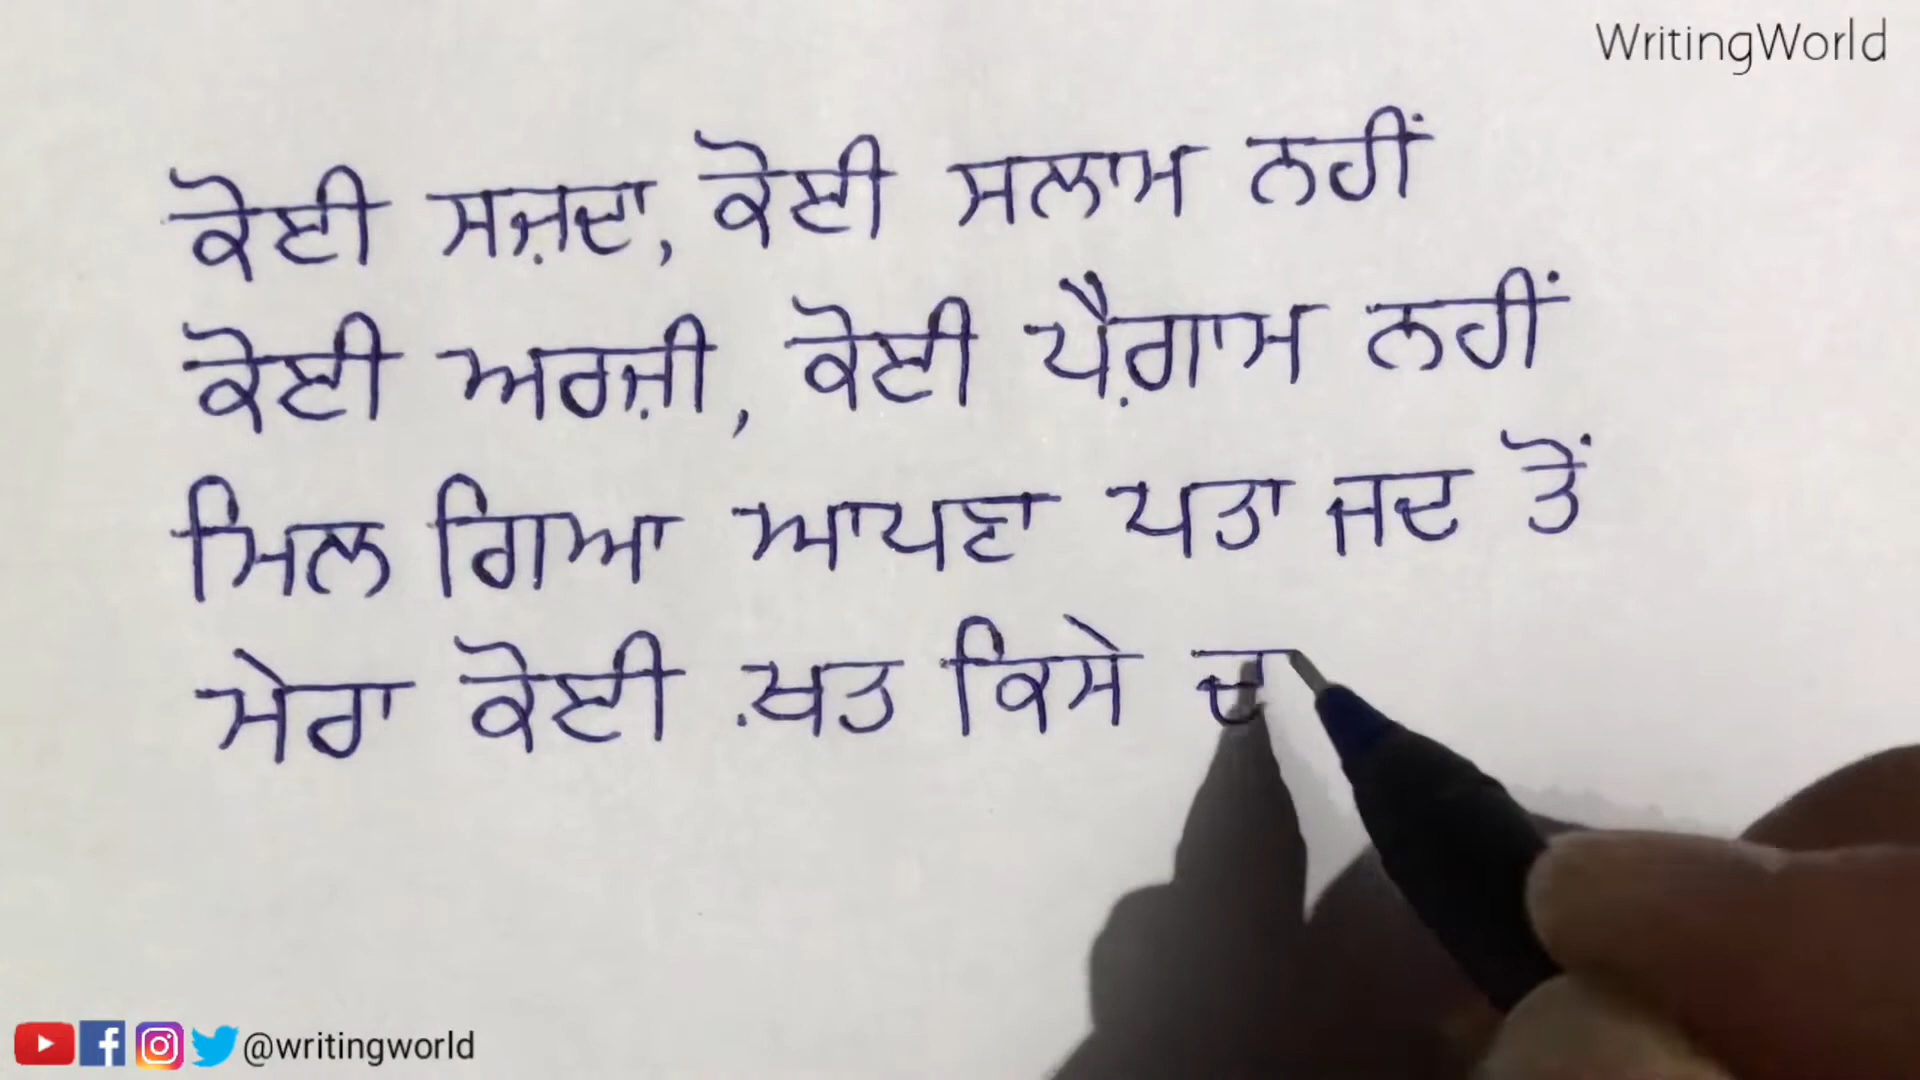 WritingWorld
ਕੋਈ ਸਜ਼ਦਾ, ਕੋਈ ਸਲਾਮ ਨਹੀਂ
ਕੋਈ ਅਰਜ਼ੀ, ਕੋਈ ਪੈਗ਼ਾਮ ਨਹੀਂ
ਮਿਲ ਗਿਆ ਆਪਣਾ ਪਤਾ ਜਦ ਤੋਂ
ਮੇਰਾ ਕੋਈ ਖ਼ਤ ਕਿਸੇ ਦ
@writingworld